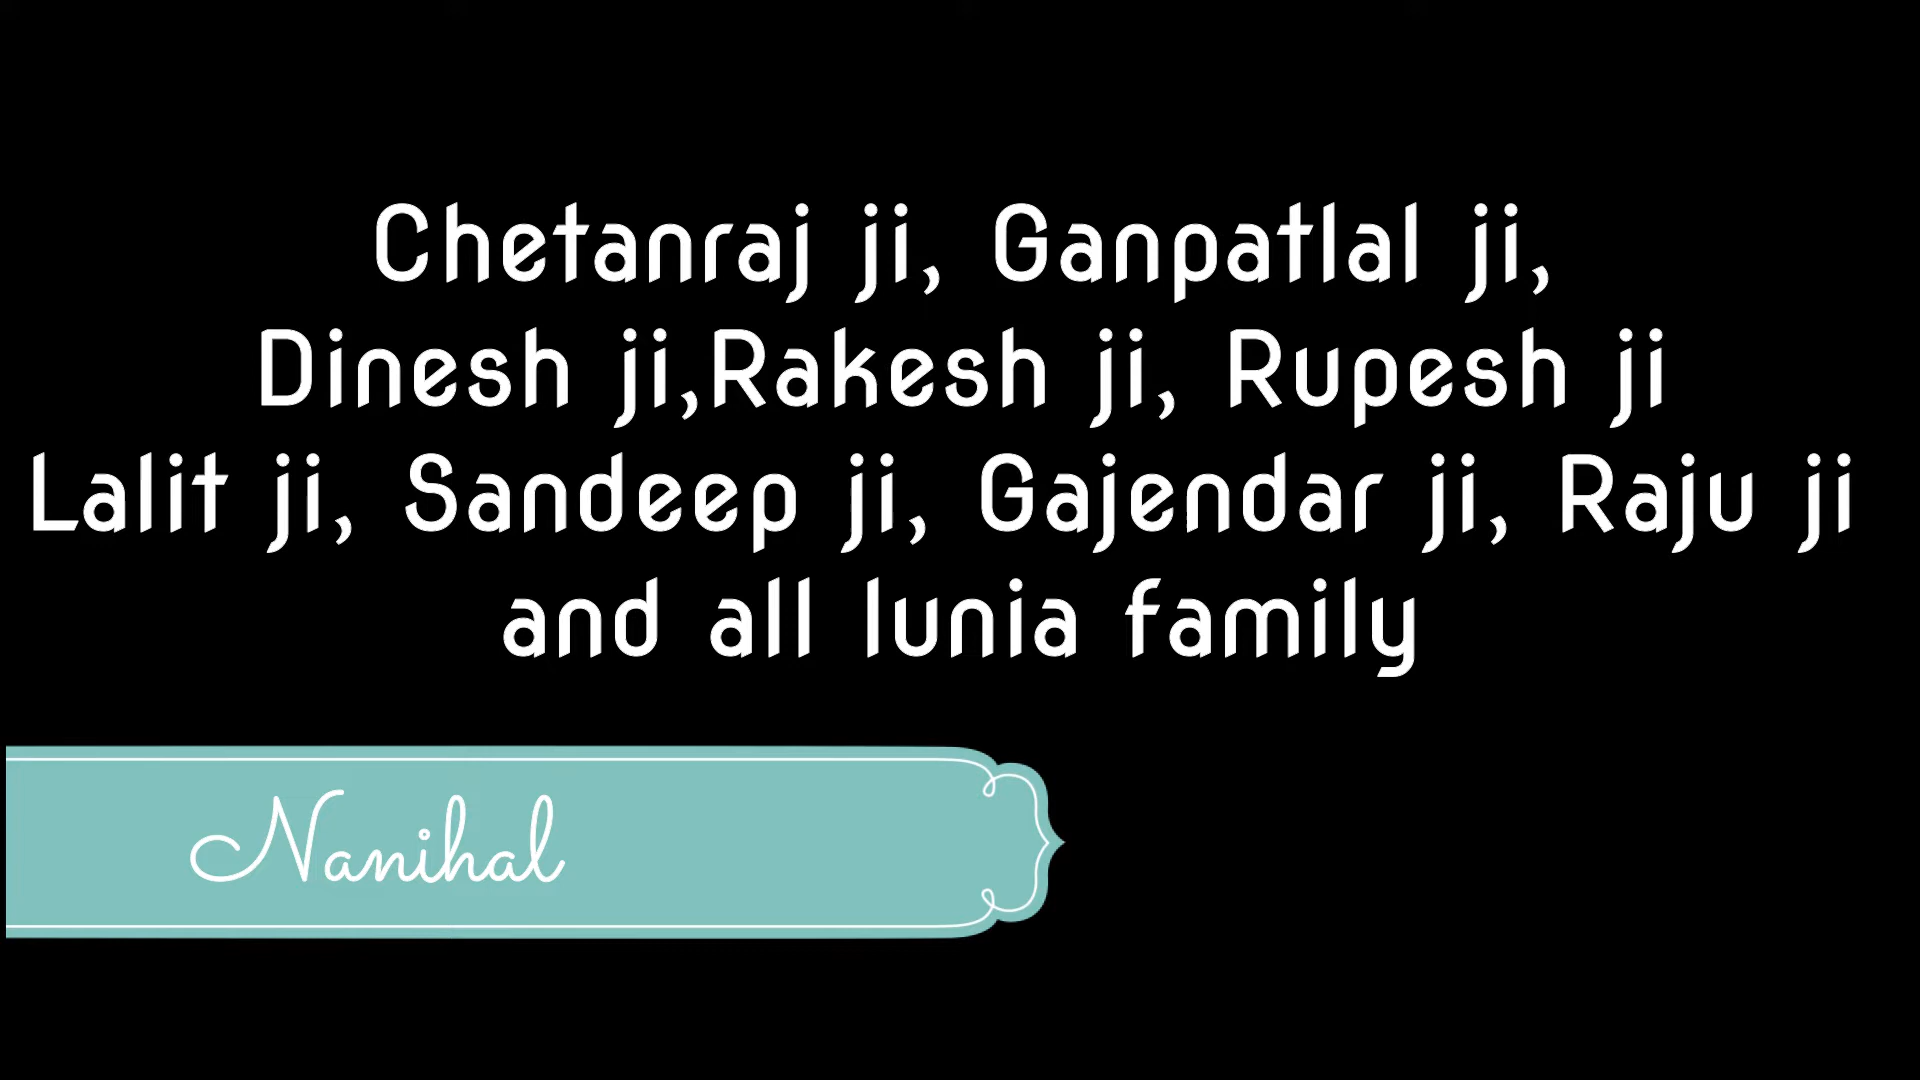 Chetanraj ji, Ganpatlal ji,
Dinesh ji,Rakesh ji, Rupesh ji
Lalit ji, Sandeep ji, Gajendar ji, Raju ji
and all lunia family
Nanihal